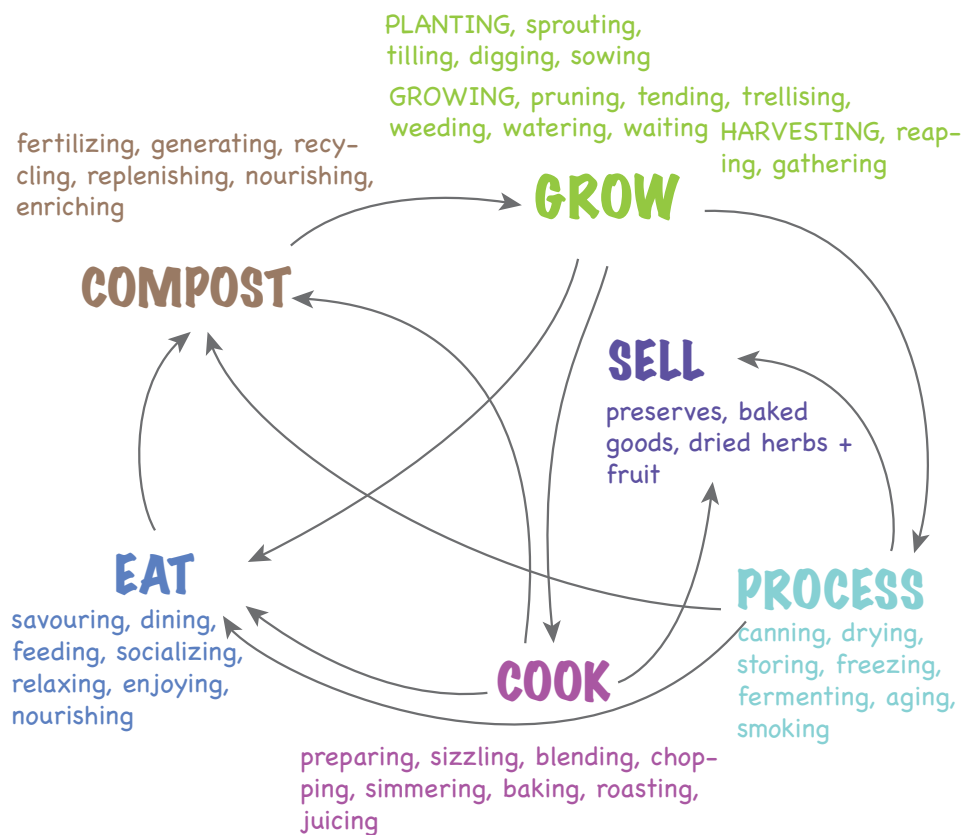 PLANTING, sprouting,
tilling, digging, sowing
GROWING, pruning, tending, trellising,
weeding, watering, waiting
HARVESTING, reap-
ing, gathering
GROW
fertilizing, generating, recy-
cling, replenishing, nourishing,
enriching
COMPOST
SELL
preserves, baked
goods, dried herbs +
fruit
EAT
savouring, dining,
feeding, socializing,
relaxing, enjoying,
nourishing
PROCESS
canning, drying,
storing, freezing,
fermenting, aging,
smoking
COOK
preparing, sizzling, blending, chop-
ping, simmering, baking, roasting,
juicing